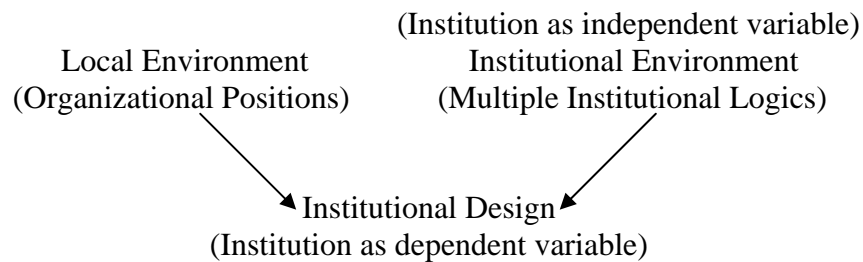 (Institution as independent variable)
Local Environment
(Organizational Positions)
Institutional Environment
(Multiple Institutional Logics)
Institutional Design
(Institution as dependent variable)